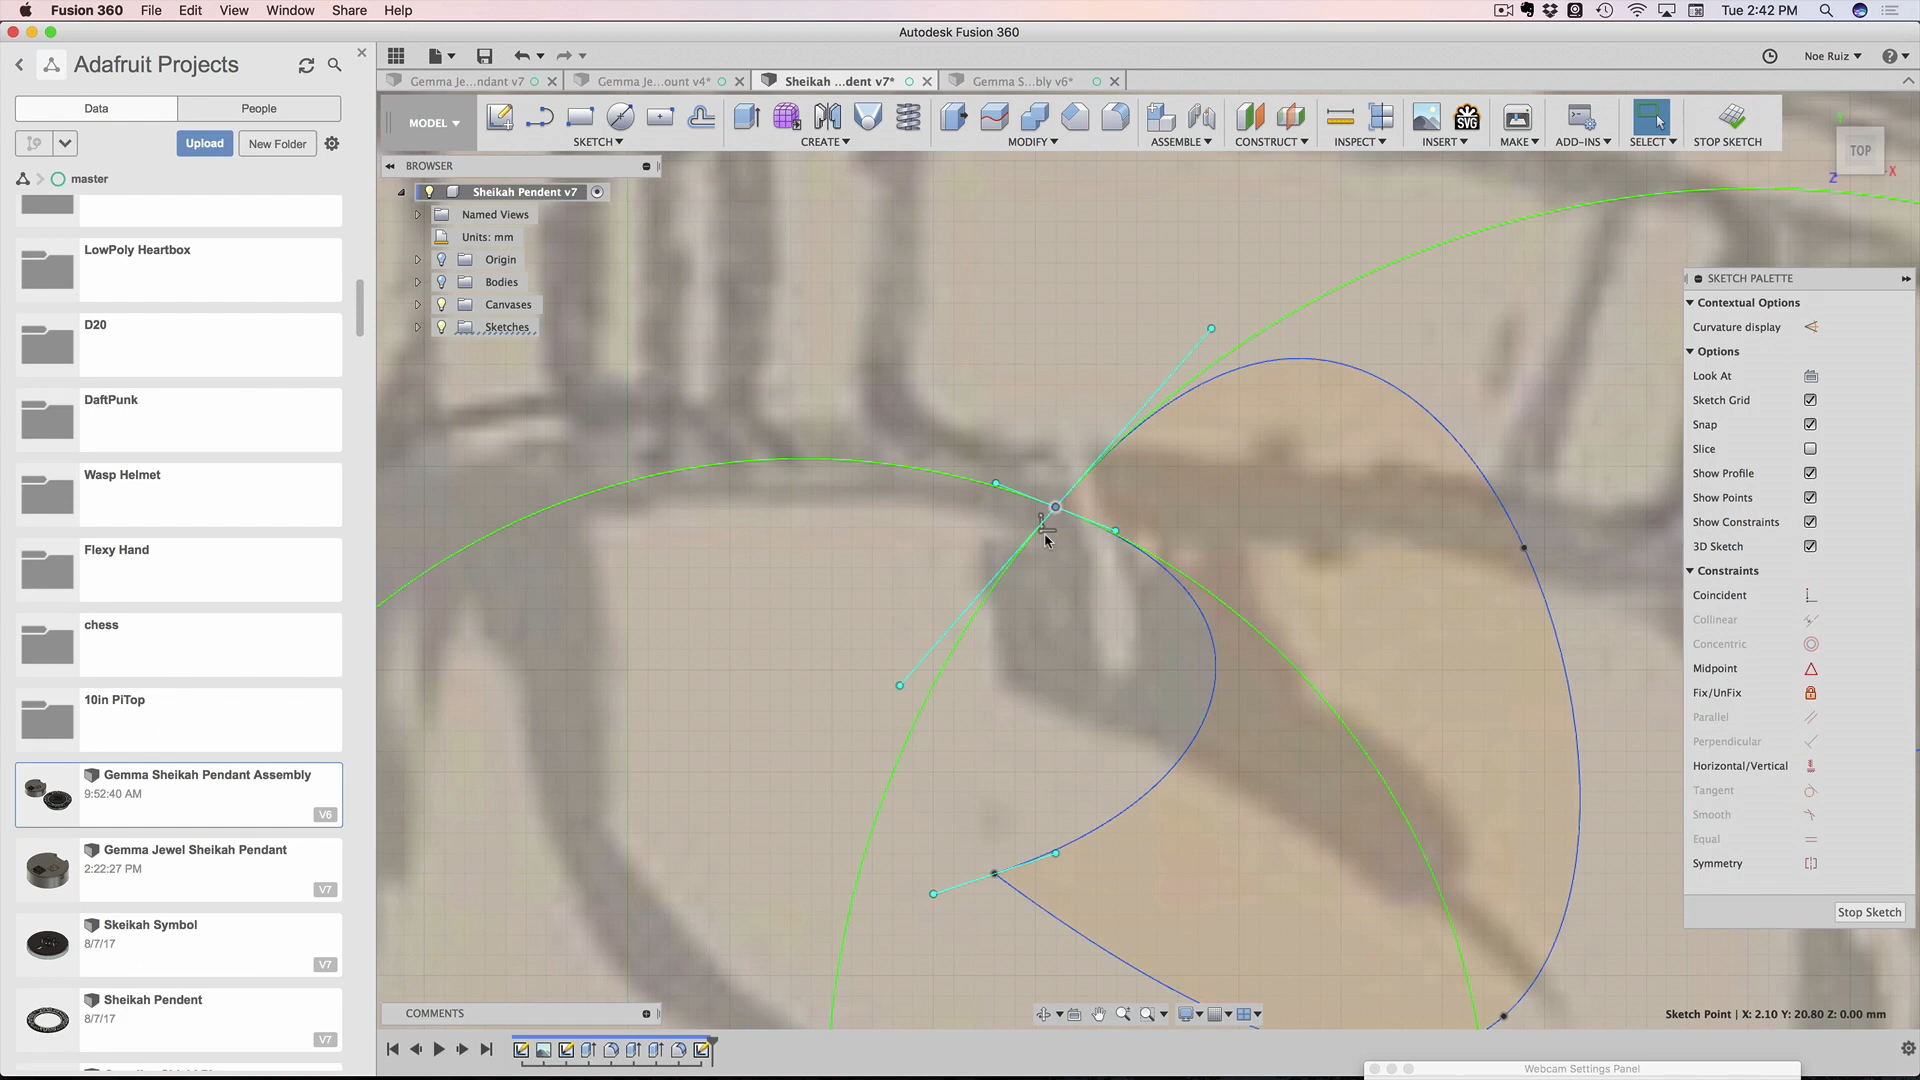 Fusion 360 File Edit View Window Share Help
Tue 2:42 PM
Autodesk Fusion 360
Adafruit Projects
Data People
Upload New Folder
master
LowPoly Heartbox
D20
DaftPunk
Wasp Helmet
Flexy Hand
chess
10in PiTop
Gemma Sheikah Pendant Assembly
9:52:40 AM
V6
Gemma Jewel Sheikah Pendant
2:22:27 PM
V7
Skeikah Symbol
8/7/17
V7
Sheikah Pendent
8/7/17
V7
Noe Ruiz
Gemma Je...ndant v7 Gemma Je...ount v4* Sheikah ...dent v7* Gemma S...bly v6*
MODEL SKETCH CREATE MODIFY ASSEMBLE CONSTRUCT INSPECT INSERT MAKE ADD-INS SELECT STOP SKETCH
SVG
TOP
X
Y
Z
BROWSER
Sheikah Pendent v7
Named Views
Units: mm
Origin
Bodies
Canvases
Sketches
SKETCH PALETTE
Contextual Options
Curvature display
Options
Look At
Sketch Grid
Snap
Slice
Show Profile
Show Points
Show Constraints
3D Sketch
Constraints
Coincident
Collinear
Concentric
Midpoint
Fix/UnFix
Parallel
Perpendicular
Horizontal/Vertical
Tangent
Smooth
Equal
Symmetry
Stop Sketch
COMMENTS
Sketch Point | X: 2.10 Y: 20.80 Z: 0.00 mm
Webcam Settings Panel